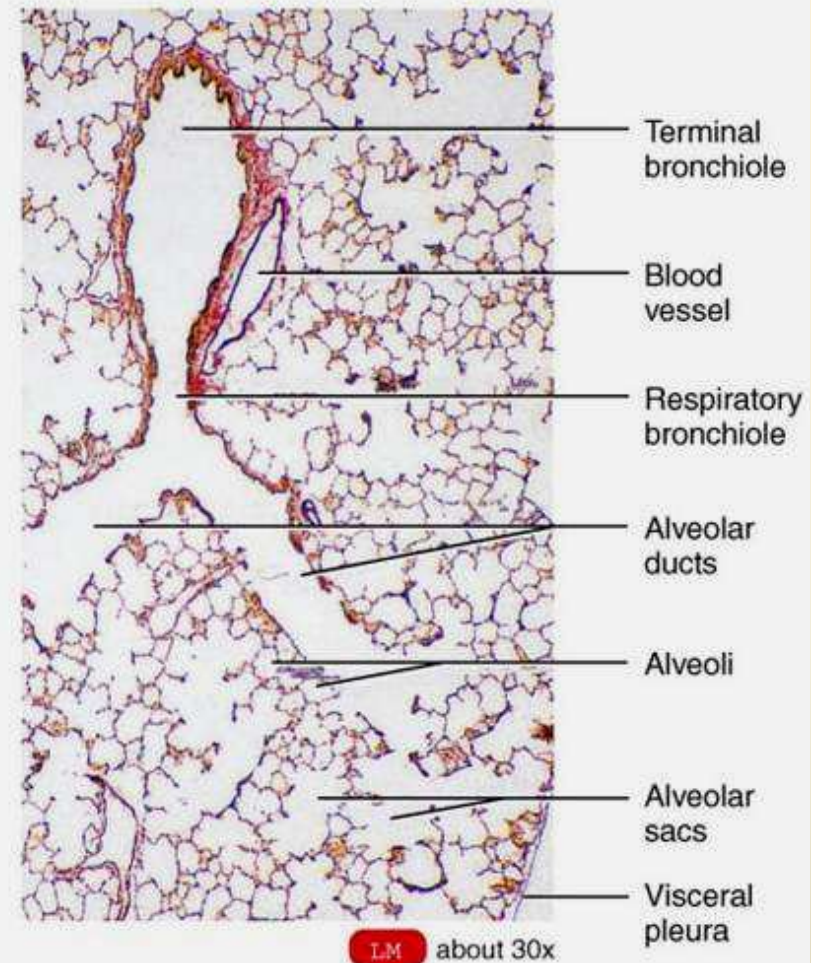 Terminal
bronchiole
Blood
vessel
Respiratory
bronchiole
Alveolar
ducts
Alveoli
Alveolar
sacs
Visceral
pleura
LM about 30x